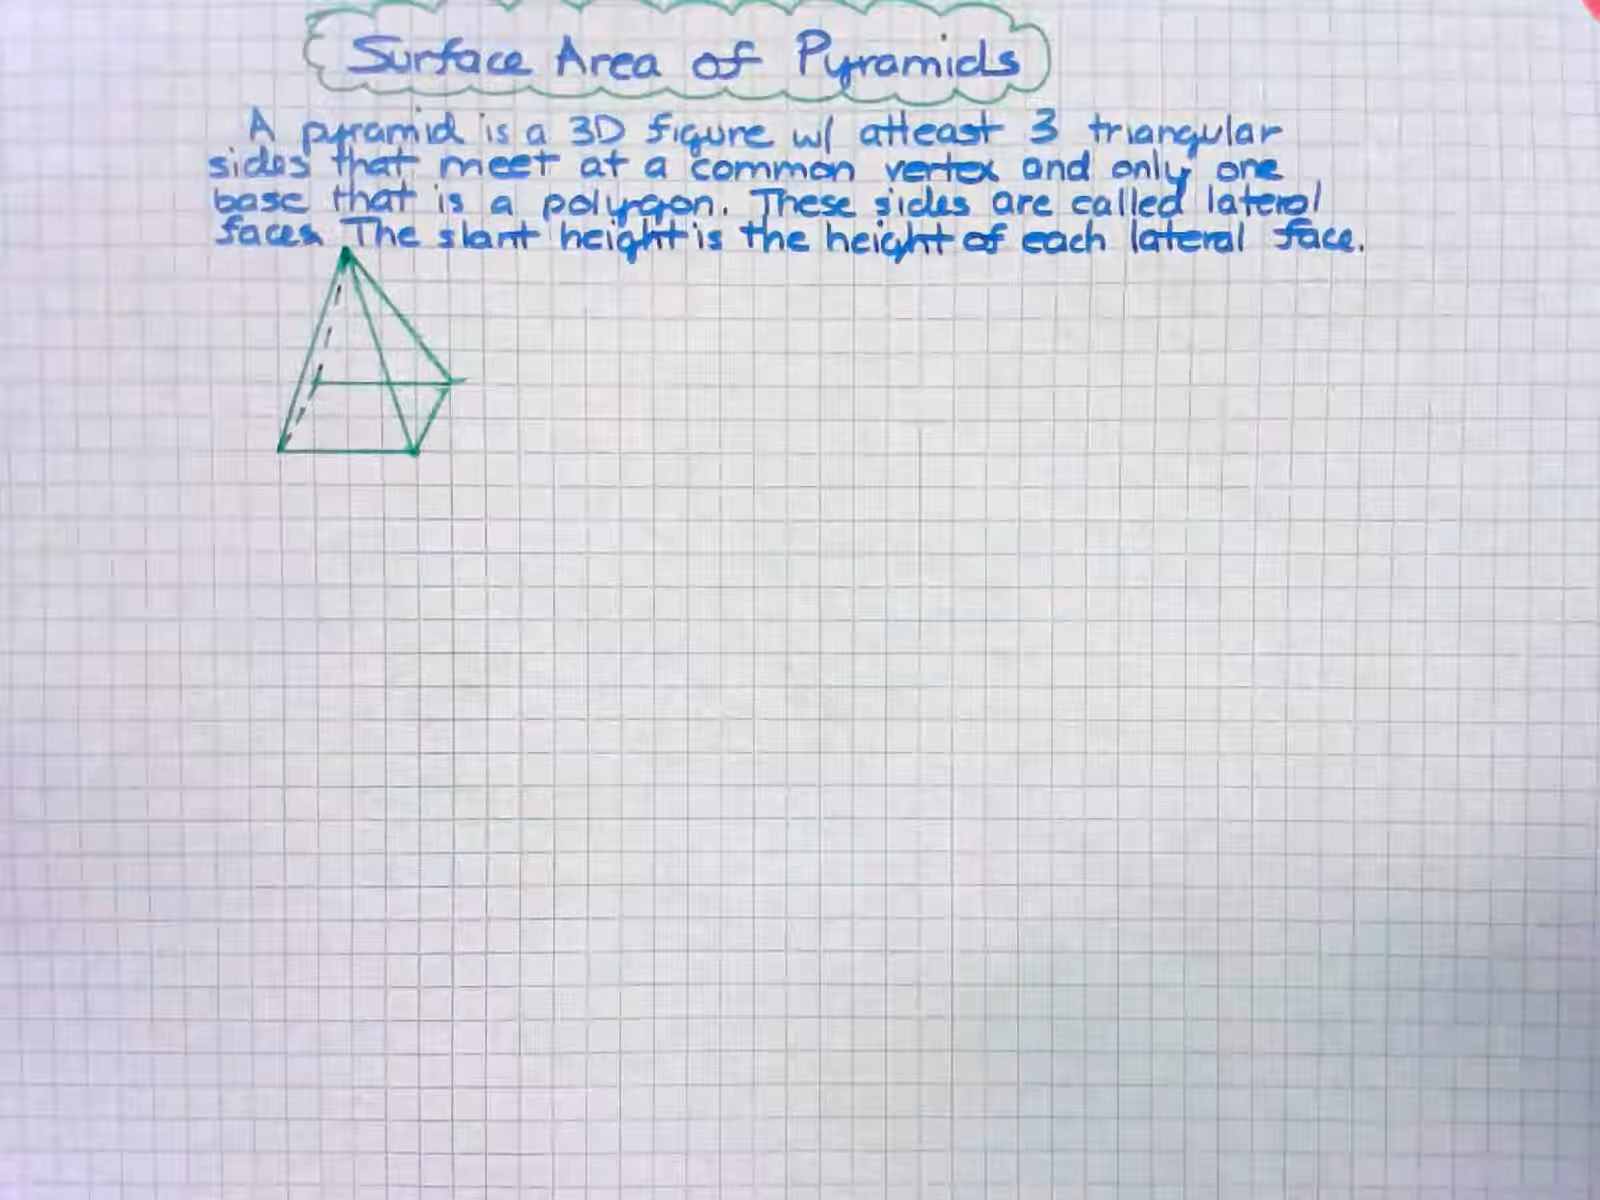 Surface Area of Pyramids
A pyramid is a 3D figure w/ atleast 3 triangular
sides that meet at a common vertex and only one
base that is a polygon. These sides are called lateral
faces. The slant height is the height of each lateral face.